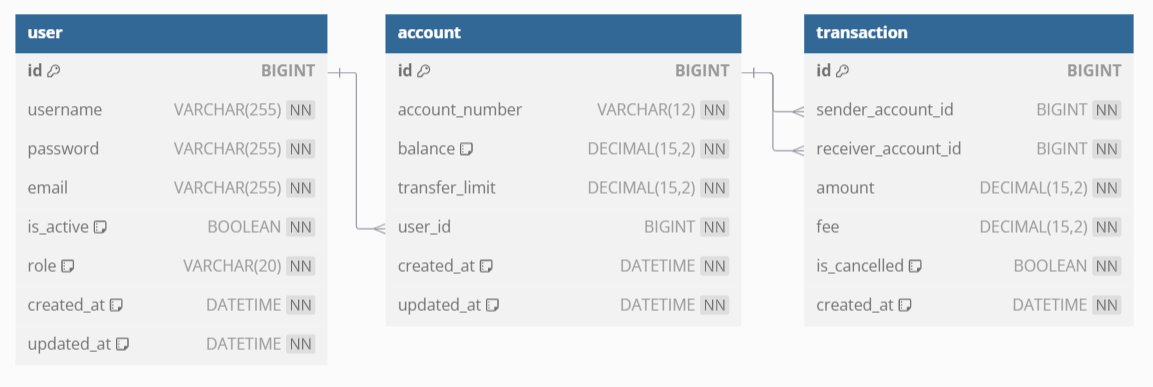 user
id BIGINT
username VARCHAR(255) NN
password VARCHAR(255) NN
email VARCHAR(255) NN
is_active BOOLEAN NN
role VARCHAR(20) NN
created_at DATETIME NN
updated_at DATETIME NN
account
id BIGINT
account_number VARCHAR(12) NN
balance DECIMAL(15,2) NN
transfer_limit DECIMAL(15,2) NN
user_id BIGINT NN
created_at DATETIME NN
updated_at DATETIME NN
transaction
id BIGINT
sender_account_id BIGINT NN
receiver_account_id BIGINT NN
amount DECIMAL(15,2) NN
fee DECIMAL(15,2) NN
is_cancelled BOOLEAN NN
created_at DATETIME NN